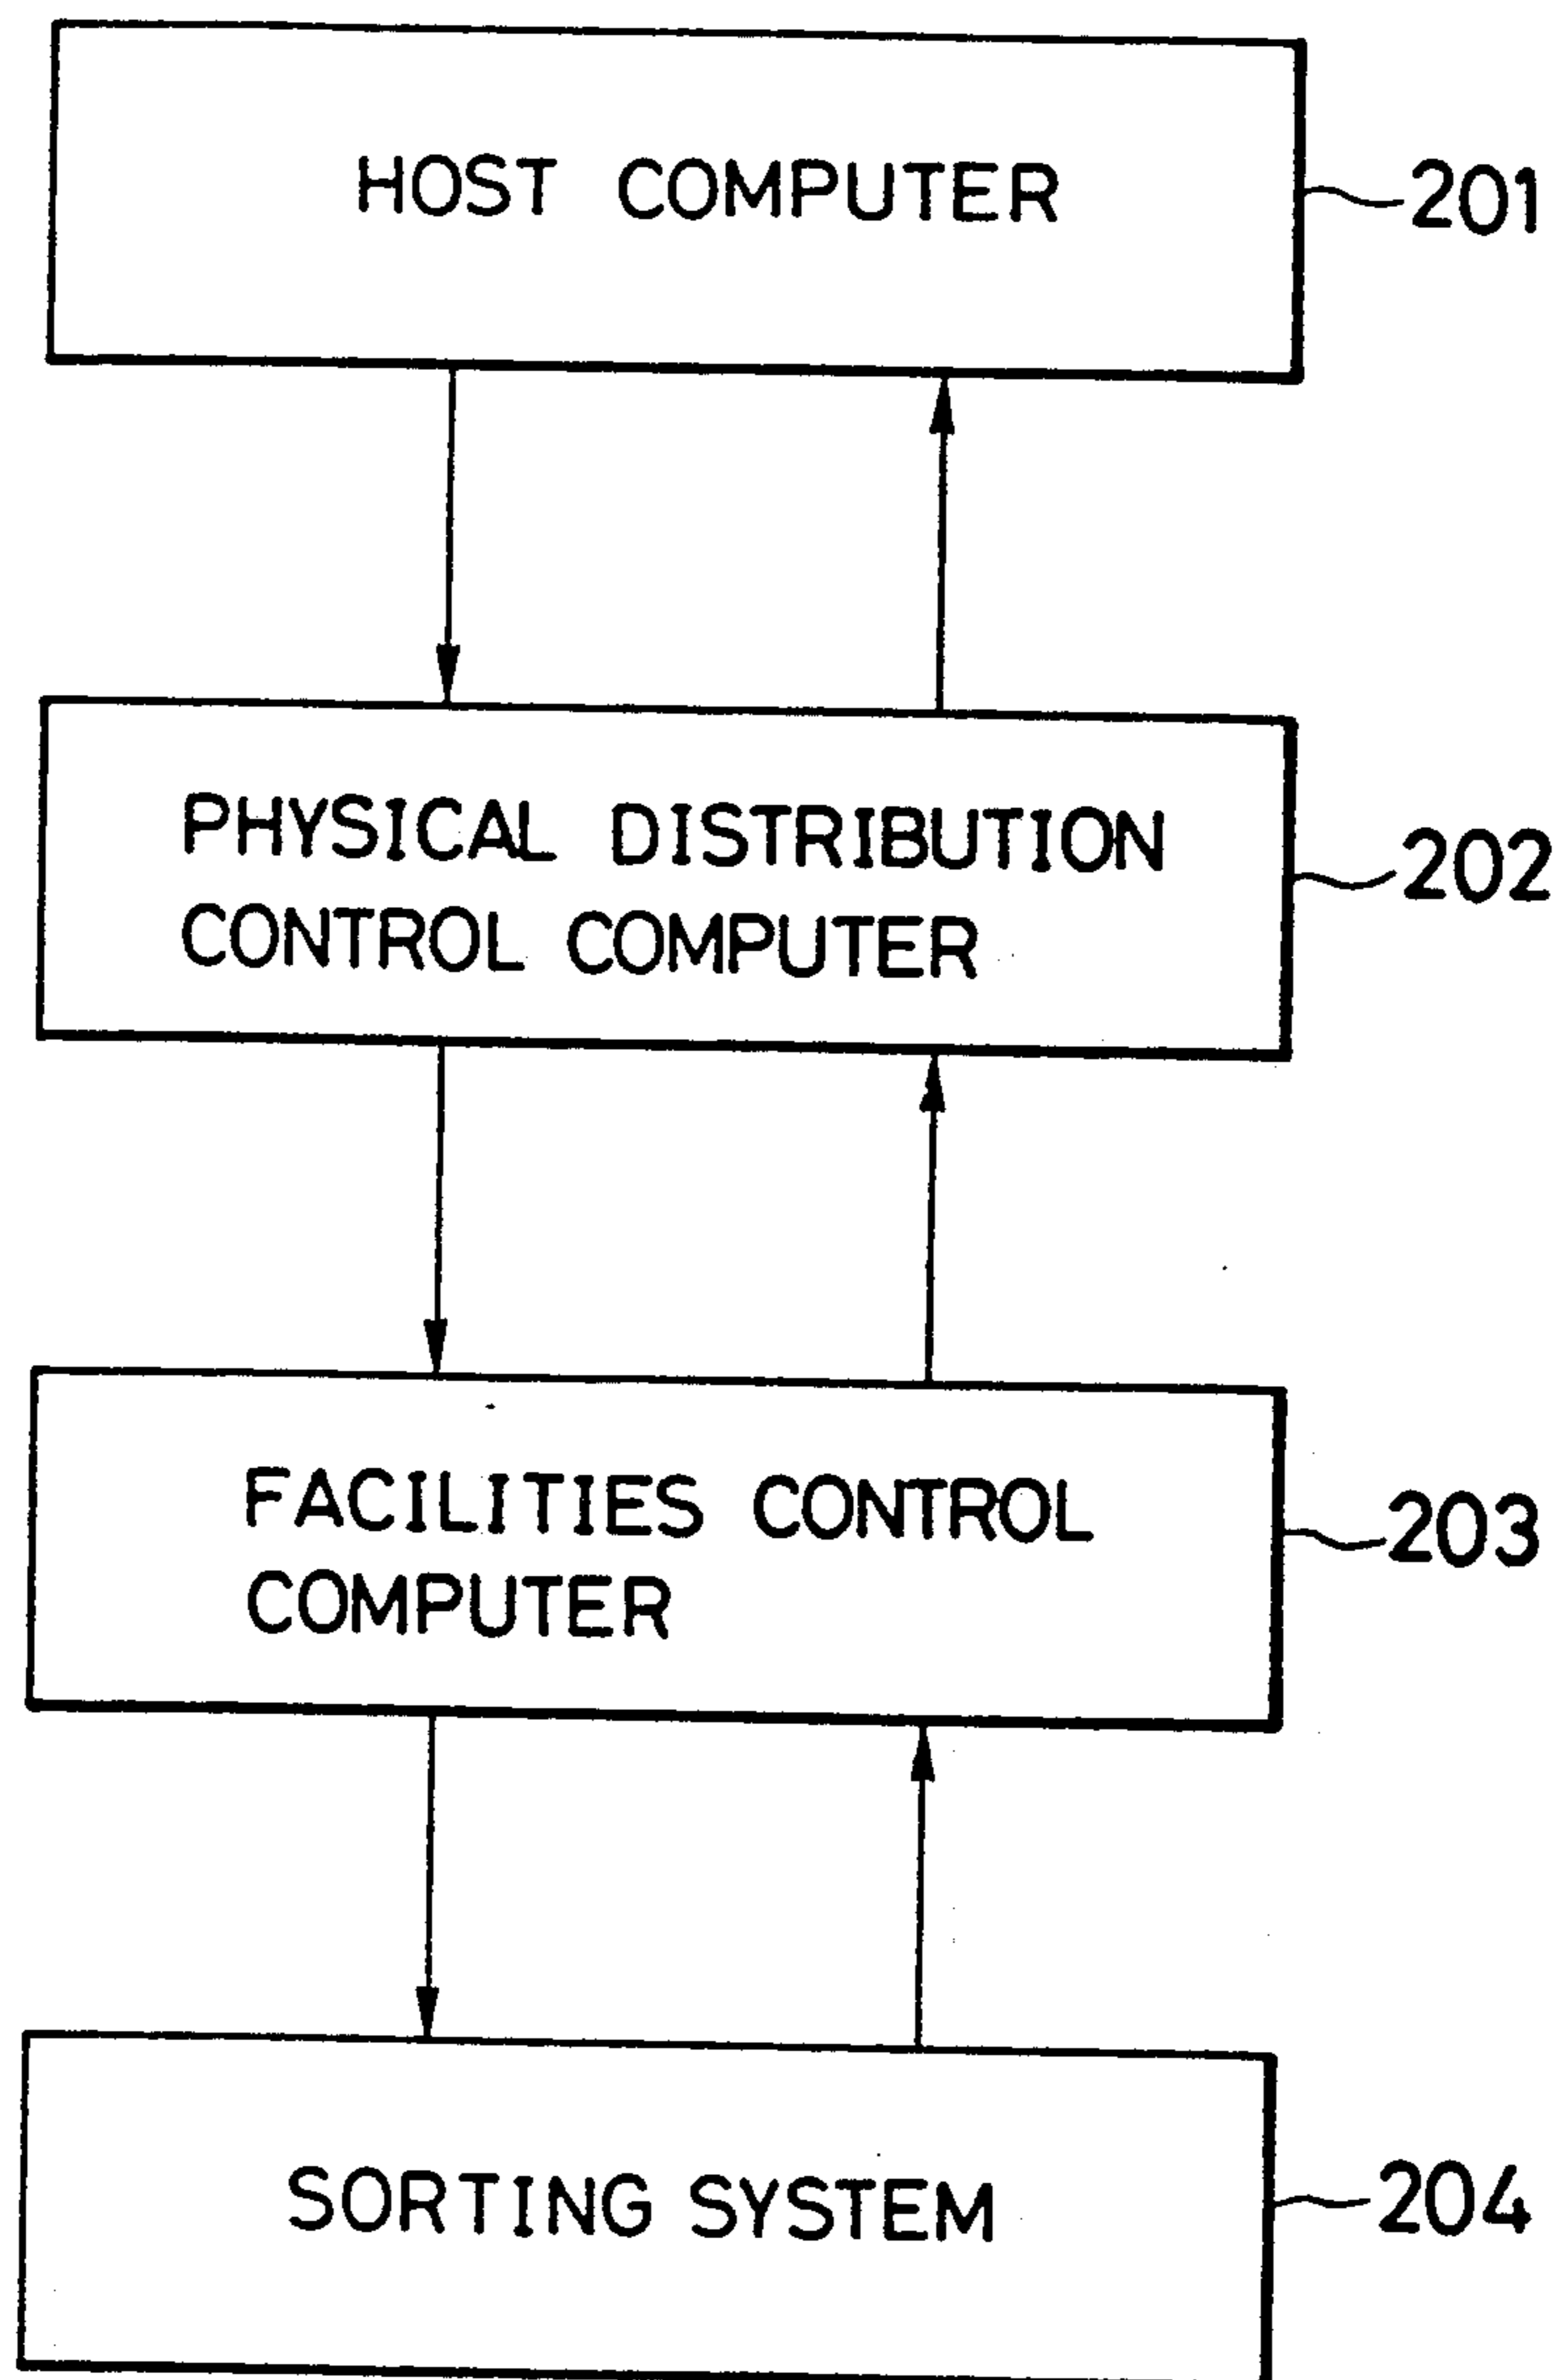 HOST COMPUTER
201
PHYSICAL DISTRIBUTION
CONTROL COMPUTER
202
FACILITIES CONTROL
COMPUTER
203
SORTING SYSTEM
204